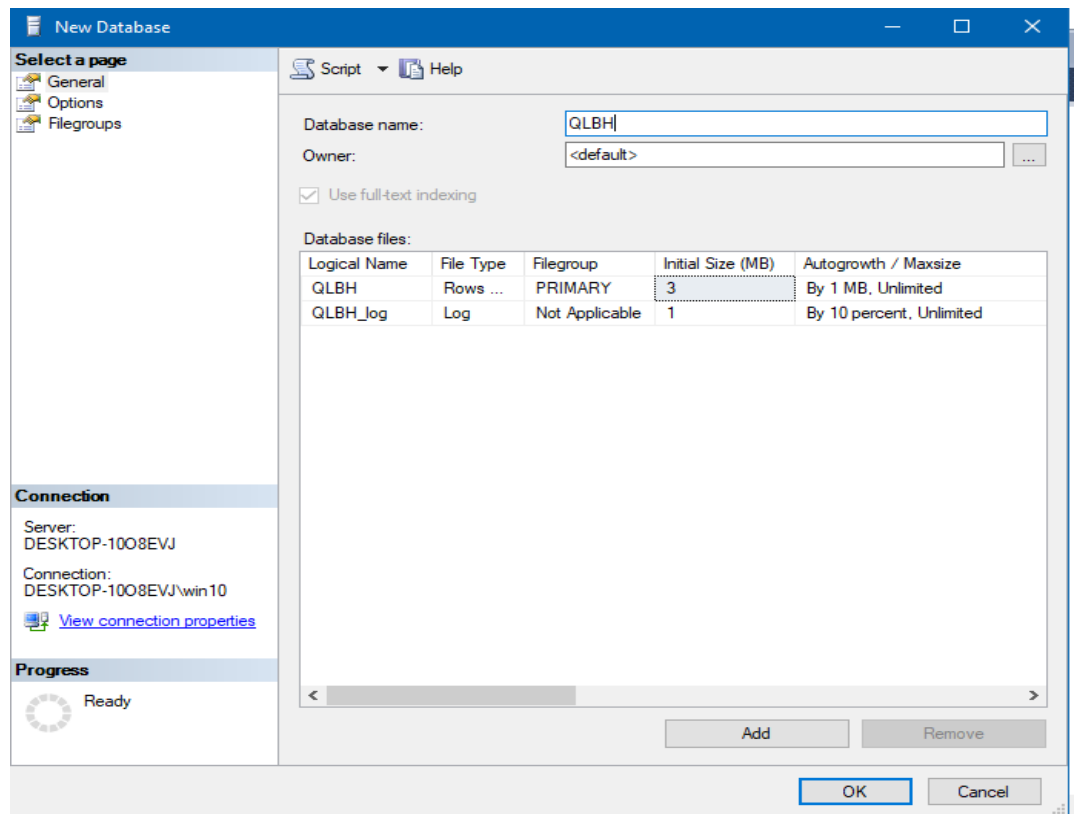 New Database
Select a page
General
Options
Filegroups
Script Help
Database name: QLBH
Owner: <default> ...
Use full-text indexing
Database files:
Logical Name File Type Filegroup Initial Size (MB) Autogrowth / Maxsize
QLBH Rows ... PRIMARY 3 By 1 MB, Unlimited
QLBH_log Log Not Applicable 1 By 10 percent, Unlimited
Connection
Server:
DESKTOP-10O8EVJ
Connection:
DESKTOP-10O8EVJ\win10
View connection properties
Progress
Ready
Add Remove
OK Cancel